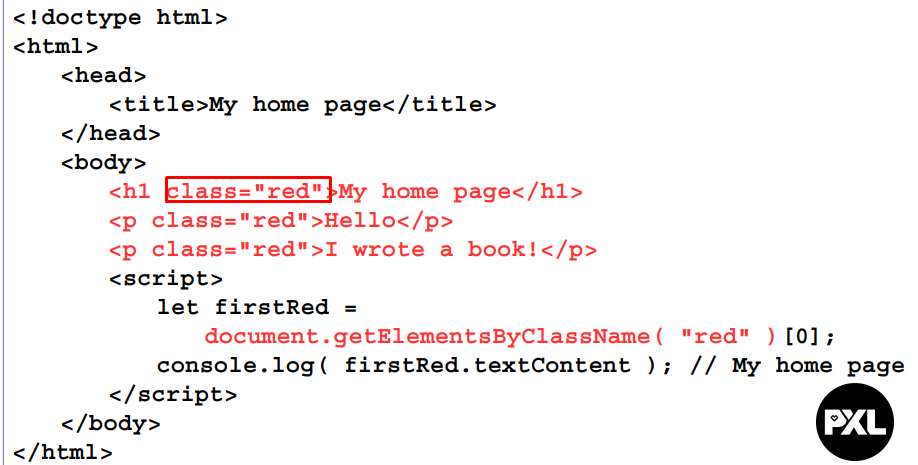 <!doctype html>
<html>
<head>
<title>My home page</title>
</head>
<body>
<h1 class="red">My home page</h1>
<p class="red">Hello</p>
<p class="red">I wrote a book!</p>
<script>
let firstRed =
document.getElementsByClassName( "red" )[0];
console.log( firstRed.textContent ); // My home page
</script>
</body>
</html>
PXL